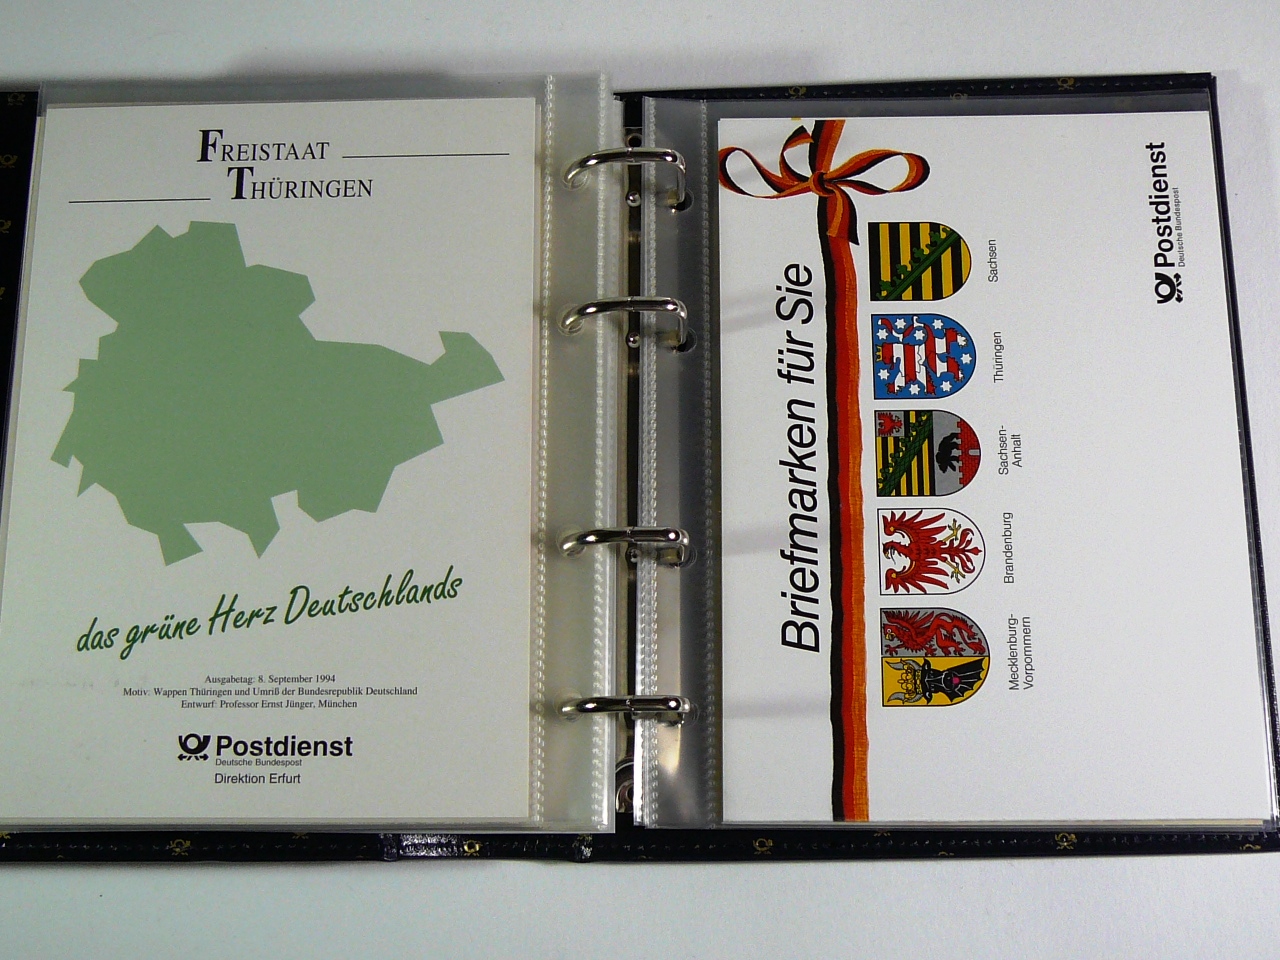 FREISTAAT
THÜRINGEN
das grüne Herz Deutschlands
Ausgabetag: 8. September 1994
Motiv: Wappen Thüringen und Umriß der Bundesrepublik Deutschland
Entwurf: Professor Ernst Jünger, München
Postdienst
Deutsche Bundespost
Direktion Erfurt
Briefmarken für Sie
Mecklenburg-
Vorpommern
Brandenburg
Sachsen-
Anhalt
Thüringen
Sachsen
Postdienst
Deutsche Bundespost